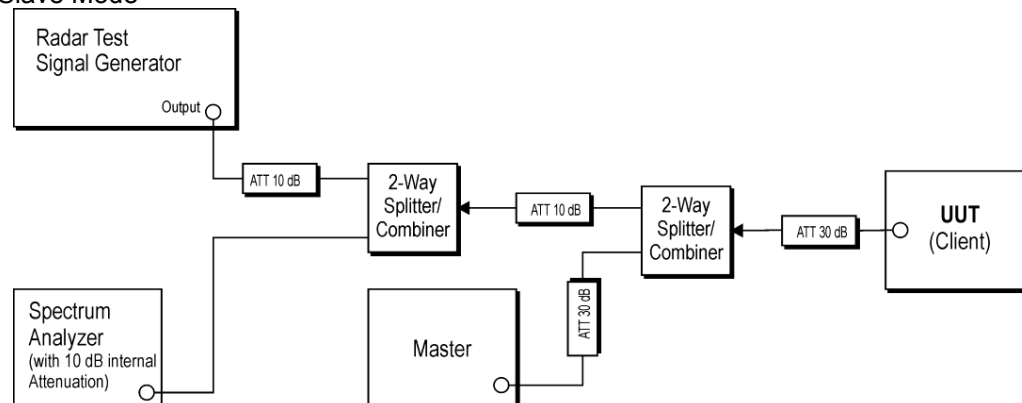 Slave Mode
Radar Test
Signal Generator
Output
ATT 10 dB
2-Way
Splitter/
Combiner
ATT 10 dB
2-Way
Splitter/
Combiner
ATT 30 dB
UUT
(Client)
Spectrum
Analyzer
(with 10 dB internal
Attenuation)
Master
ATT 30 dB